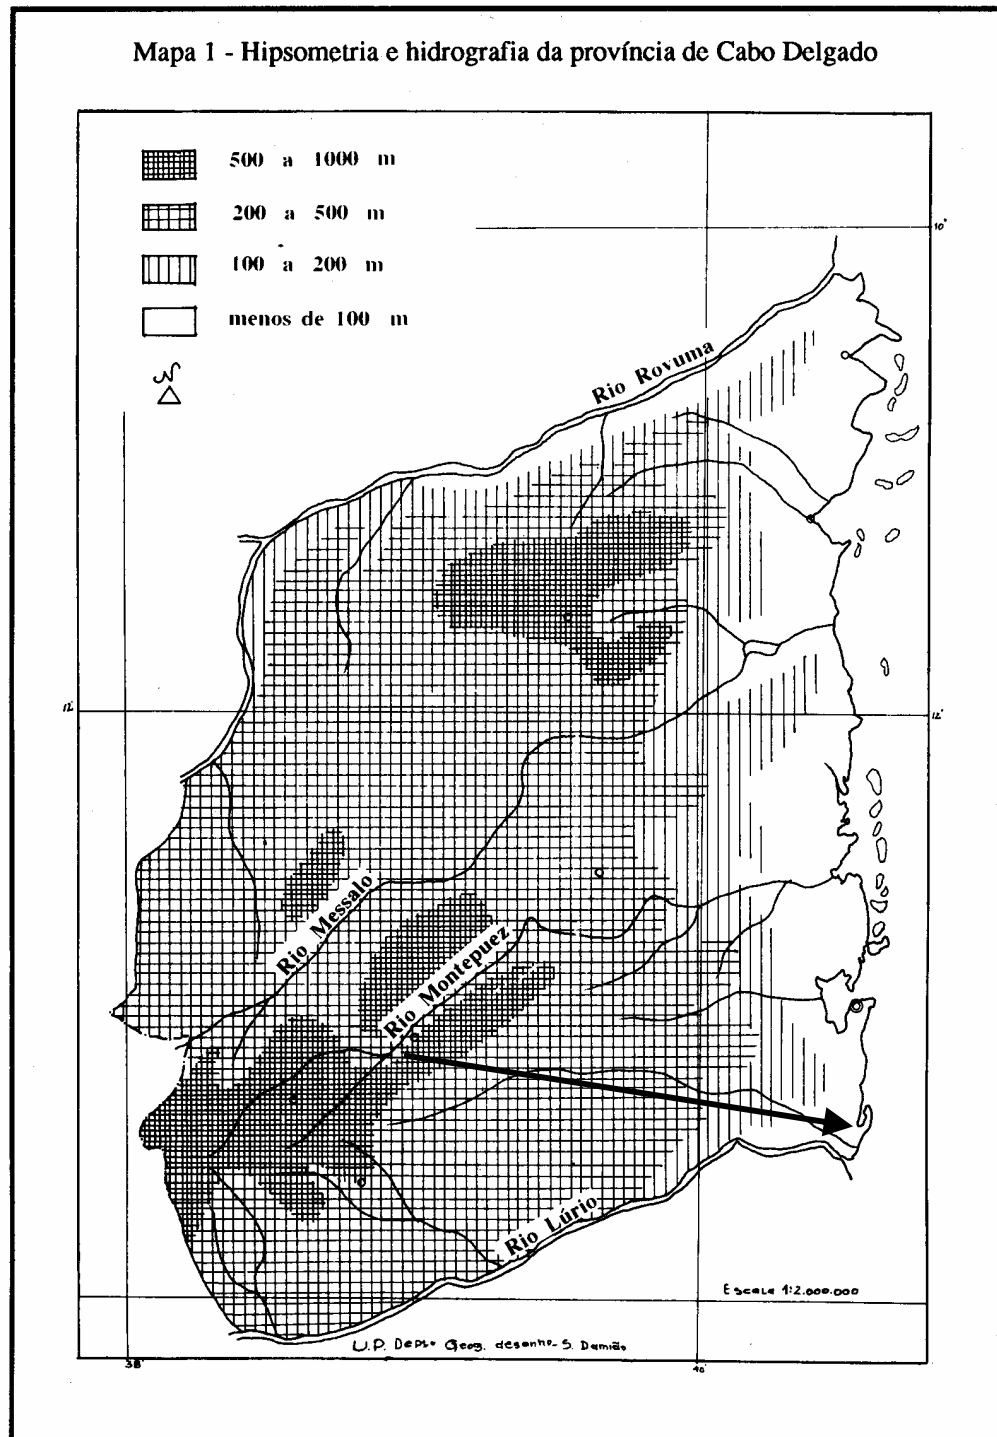 Mapa 1 - Hipsometria e hidrografia da província de Cabo Delgado
500 a 1000 m
200 a 500 m
100 a 200 m
menos de 100 m
N
10°
Rio Rovuma
12°
12°
Rio Messalo
Rio Montepuez
Rio Lúrio
Escala 1:2.000.000
U.P. Depto Geog. desenho- S. Damião
38
40